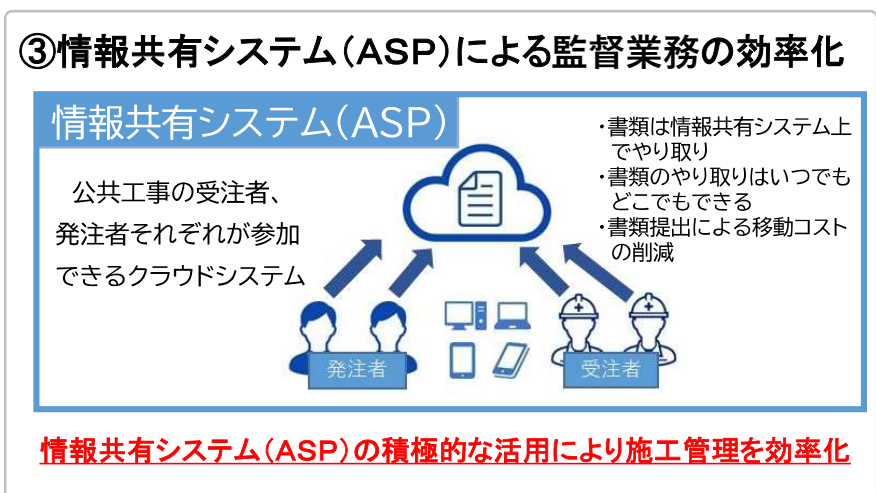 ③情報共有システム（ASP）による監督業務の効率化
情報共有システム（ASP）
公共工事の受注者、
発注者それぞれが参加
できるクラウドシステム
・書類は情報共有システム上
でやり取り
・書類のやり取りはいつでも
どこでもできる
・書類提出による移動コスト
の削減
発注者
受注者
情報共有システム（ASP）の積極的な活用により施工管理を効率化